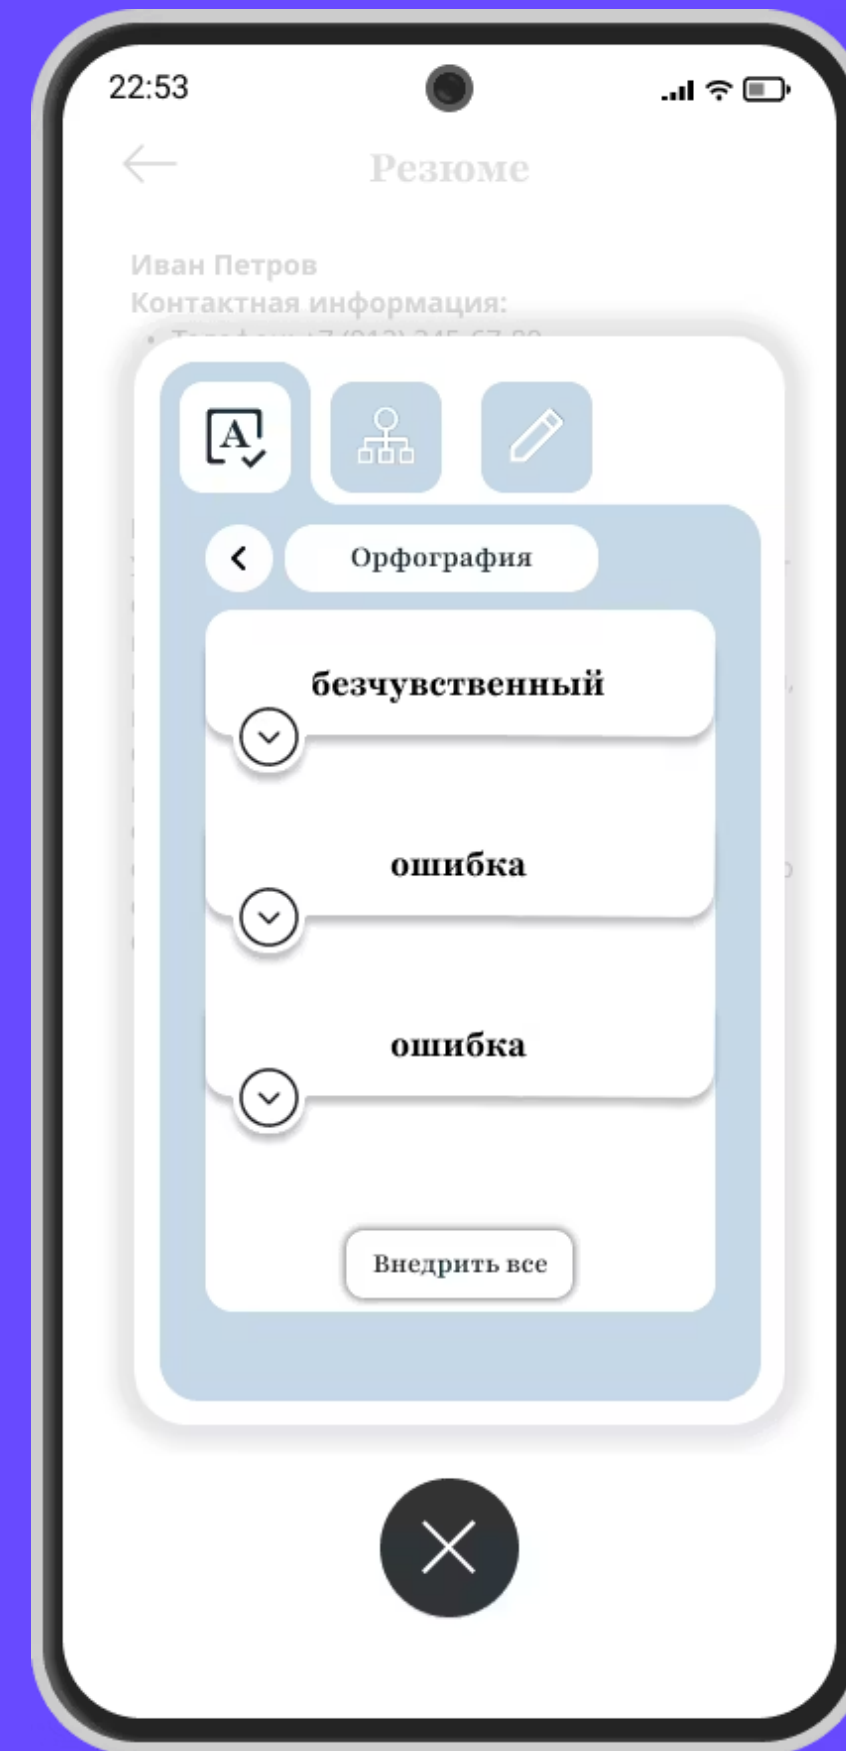 22:53
Резюме
Иван Петров
Контактная информация:
A
Орфография
безчувственный
ошибка
ошибка
Внедрить все